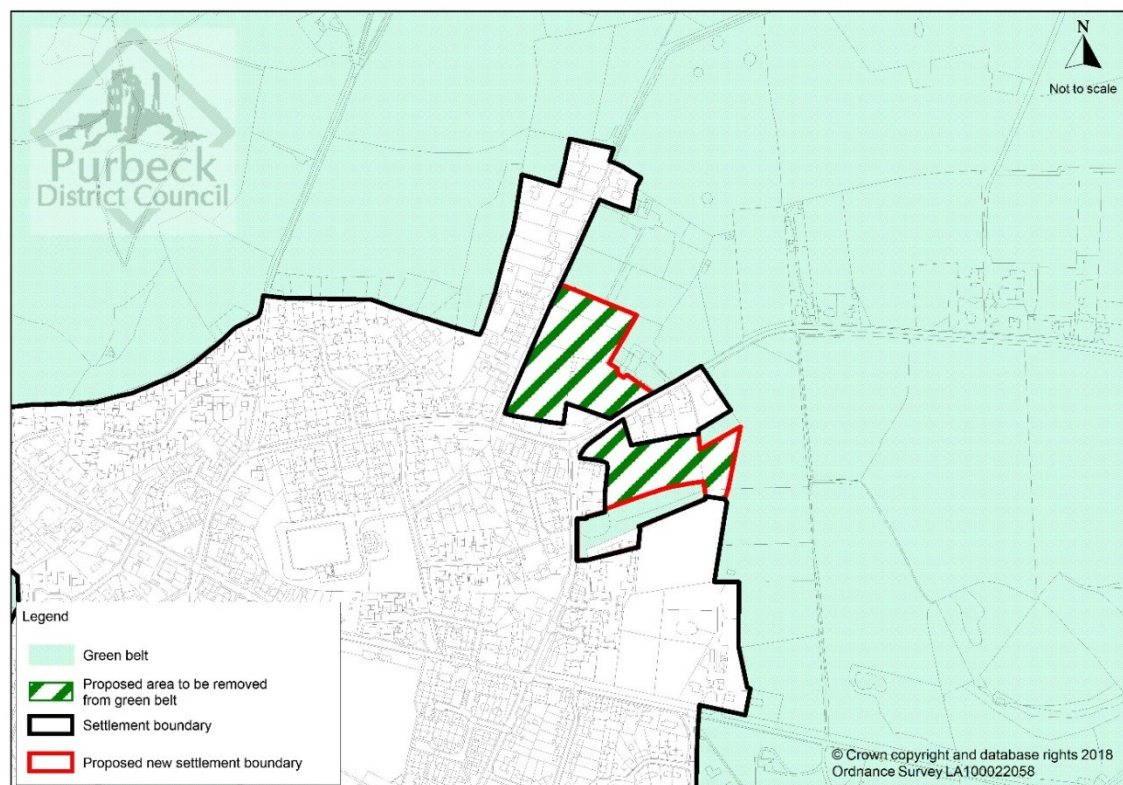 Purbeck
District Council
N
Not to scale
Legend
Green belt
Proposed area to be removed
from green belt
Settlement boundary
Proposed new settlement boundary
© Crown copyright and database rights 2018
Ordnance Survey LA100022058